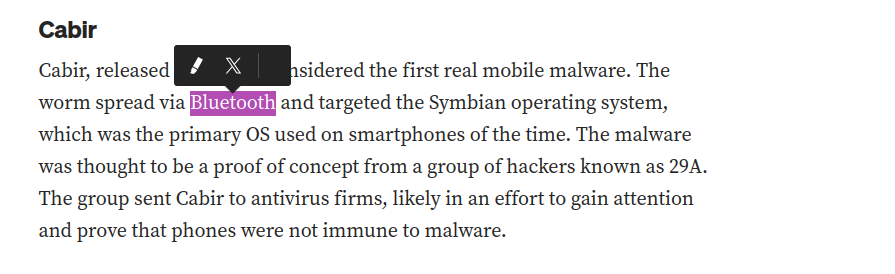 Cabir
Cabir, released nsidered the first real mobile malware. The
worm spread via Bluetooth and targeted the Symbian operating system,
which was the primary OS used on smartphones of the time. The malware
was thought to be a proof of concept from a group of hackers known as 29A.
The group sent Cabir to antivirus firms, likely in an effort to gain attention
and prove that phones were not immune to malware.